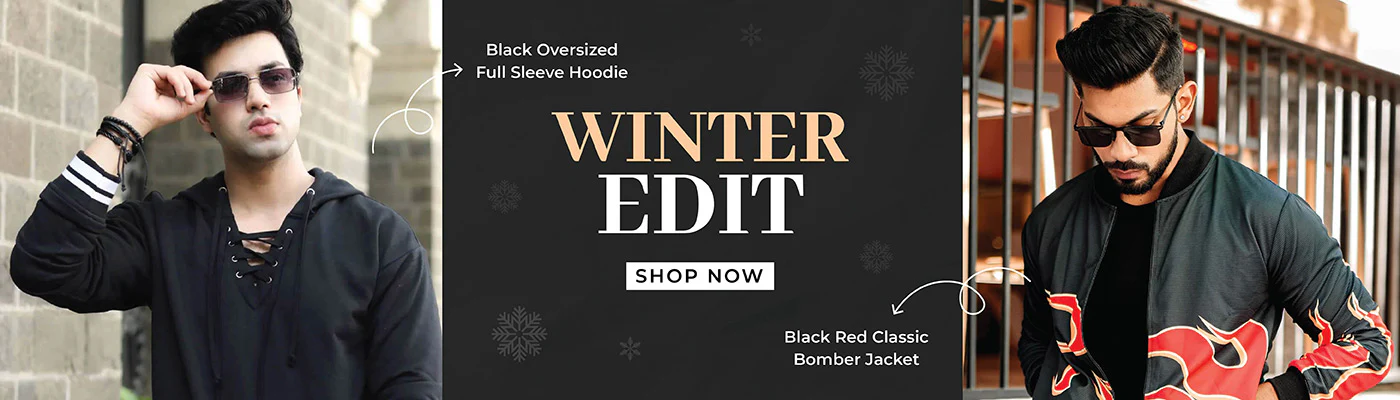 Black Oversized
Full Sleeve Hoodie
WINTER
EDIT
SHOP NOW
Black Red Classic
Bomber Jacket